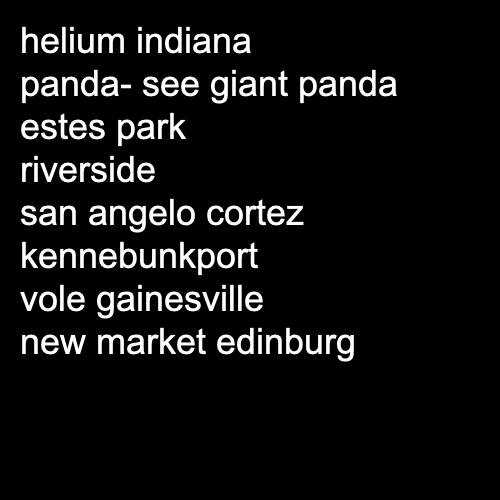 helium indiana
panda- see giant panda
estes park
riverside
san angelo cortez
kennebunkport
vole gainesville
new market edinburg